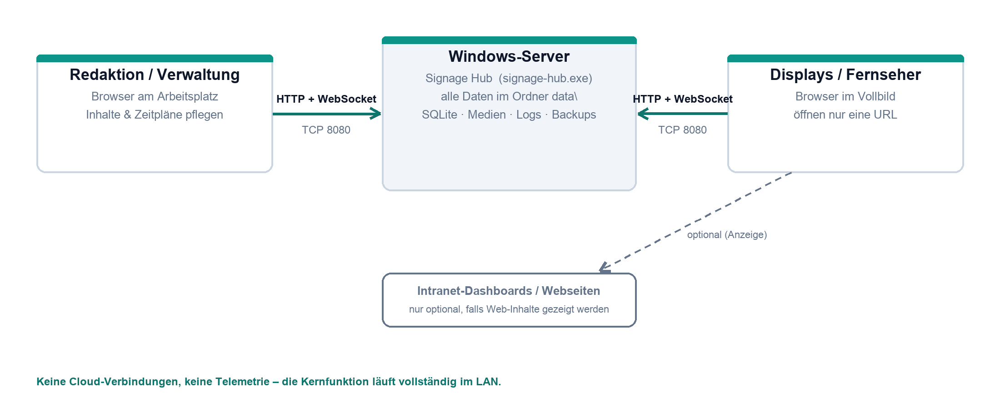 Redaktion / Verwaltung
Browser am Arbeitsplatz
Inhalte & Zeitpläne pflegen
HTTP + WebSocket
TCP 8080
Windows-Server
Signage Hub  (signage-hub.exe)
alle Daten im Ordner data\
SQLite · Medien · Logs · Backups
HTTP + WebSocket
TCP 8080
Displays / Fernseher
Browser im Vollbild
öffnen nur eine URL
optional (Anzeige)
Intranet-Dashboards / Webseiten
nur optional, falls Web-Inhalte gezeigt werden
Keine Cloud-Verbindungen, keine Telemetrie – die Kernfunktion läuft vollständig im LAN.